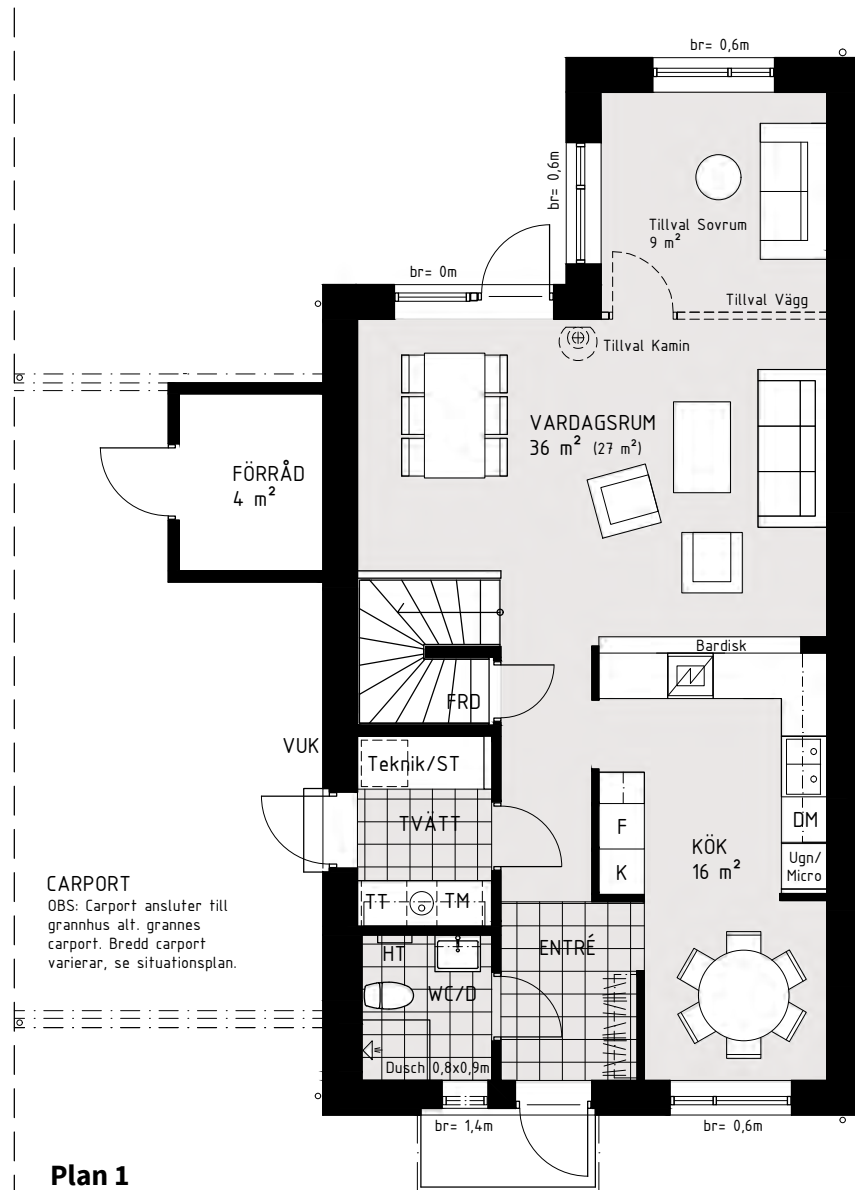 br= 0,6m
br= 0,6m
Tillval Sovrum
9 m²
br= 0m
Tillval Vägg
Tillval Kamin
VARDAGSRUM
36 m² (27 m²)
FÖRRÅD
4 m²
Bardisk
FRD
VUK
Teknik/ST
TVÄTT
F
K
DM
KÖK
16 m²
Ugn/
Micro
CARPORT
OBS: Carport ansluter till
grannhus alt. grannes
carport. Bredd carport
varierar, se situationsplan.
TT
TM
HT
ENTRÉ
WC/D
Dusch 0,8x0,9m
br= 1,4m
br= 0,6m
Plan 1